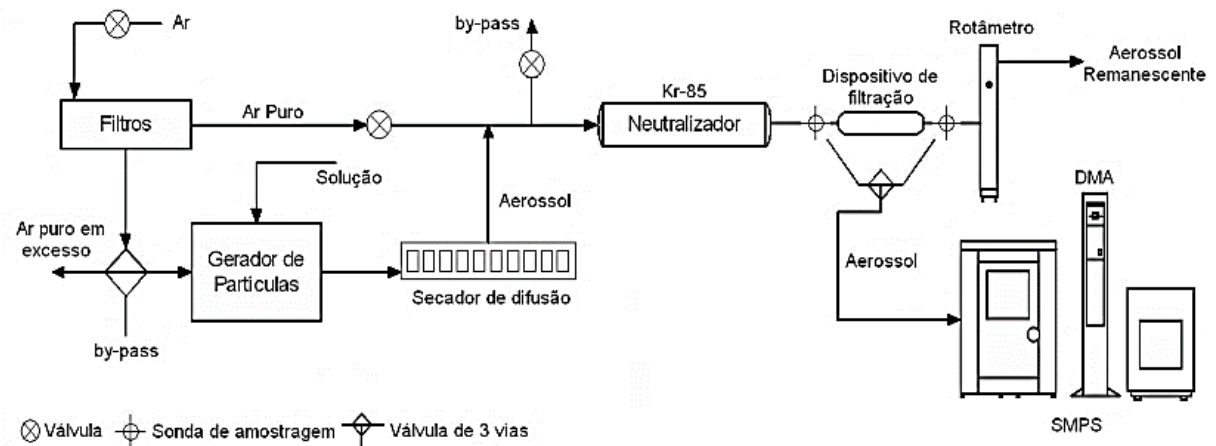 by-pass
Ar
Rotâmetro
Aerossol
Remanescente
Dispositivo de
filtração
Kr-85
Filtros
Ar Puro
Neutralizador
Solução
Aerossol
DMA
Ar puro em
excesso
Gerador de
Particulas
Aerossol
Secador de difusão
by-pass
SMPS
Válvula
Sonda de amostragem
Válvula de 3 vias